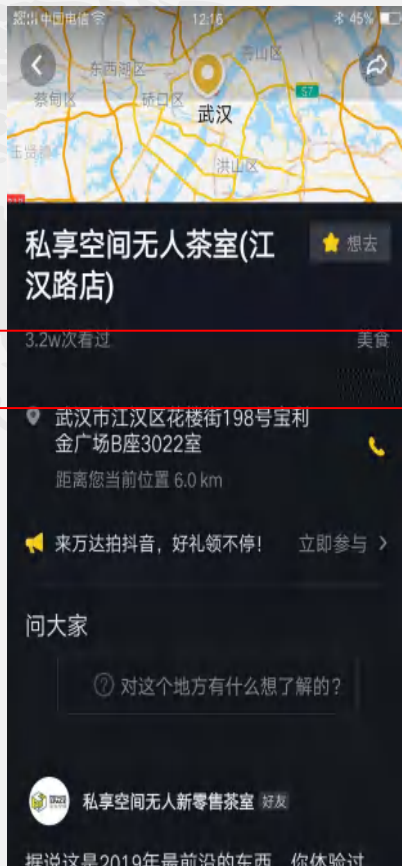 中国电信
12:16
45%
东西湖区
青山区
蔡甸区
硚口区
S7
武汉
洪山区
私享空间无人茶室(江
汉路店)
想去
3.2w次看过
美食
武汉市江汉区花楼街198号宝利
金广场B座3022室
距离您当前位置 6.0 km
来万达拍抖音，好礼领不停！
立即参与 >
问大家
对这个地方有什么想了解的？
私享空间无人新零售茶室 好友
据说这是2019年最前沿的东西，你体验过